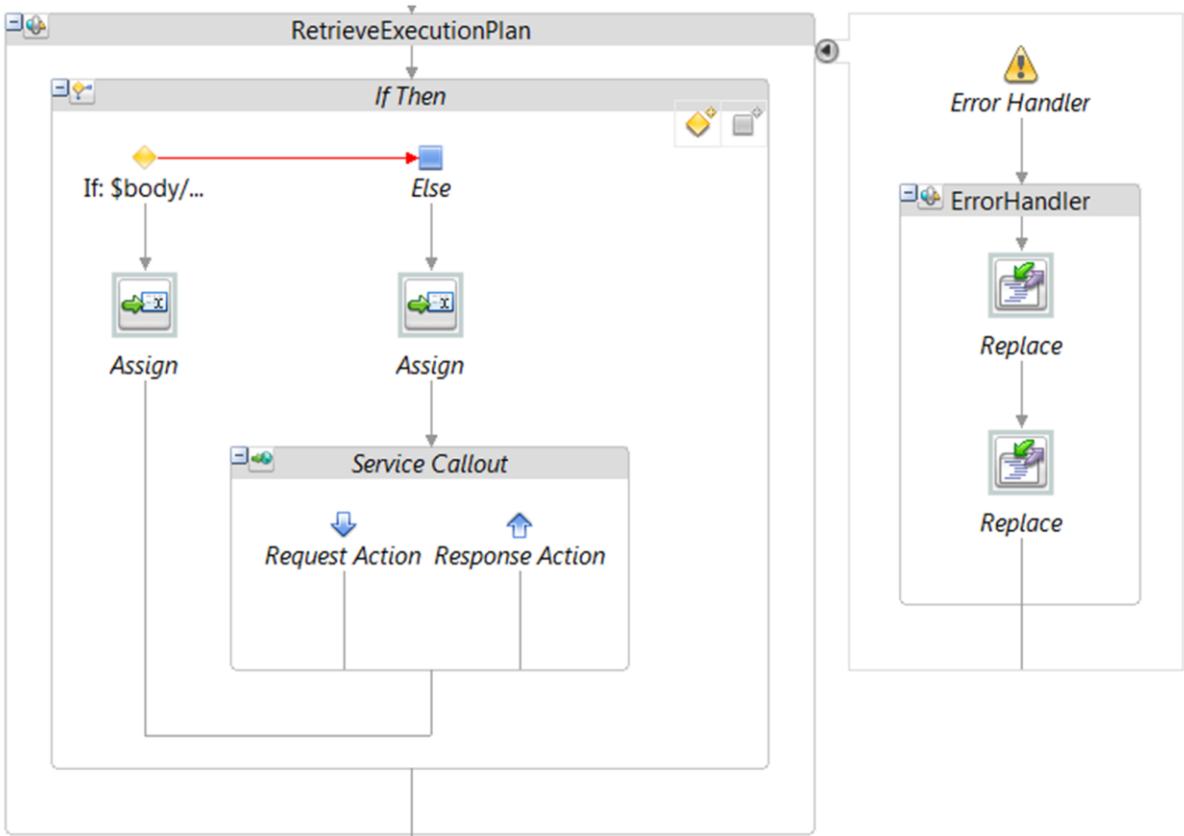 RetrieveExecutionPlan
If Then
If: $body/...
Else
Assign
Assign
Service Callout
Request Action
Response Action
Error Handler
ErrorHandler
Replace
Replace